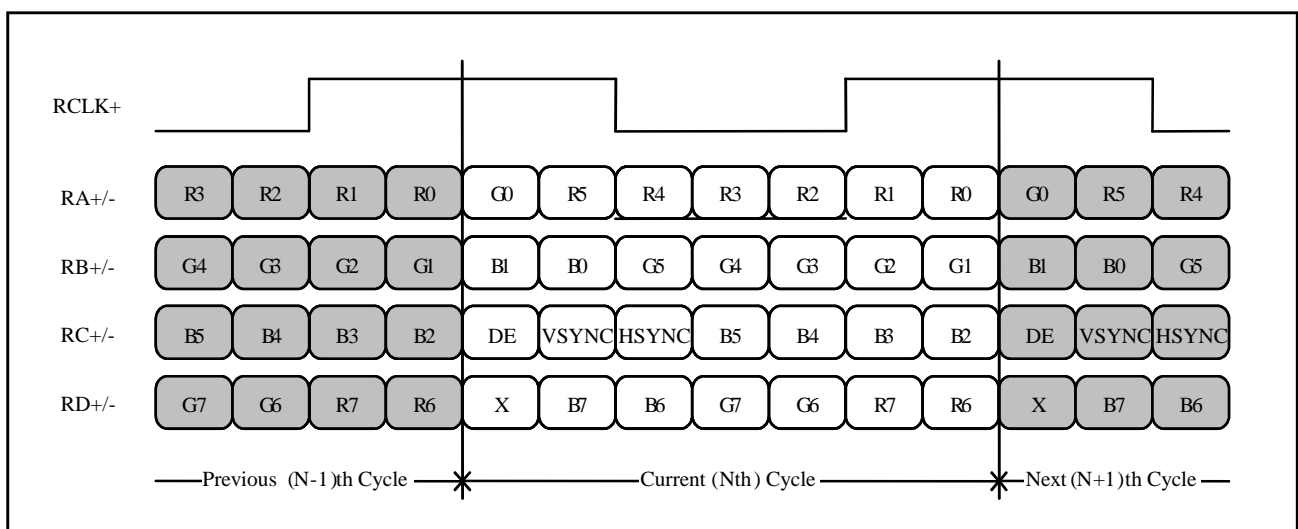 RCLK+
RA+/- R3 R2 R1 R0 G0 R5 R4 R3 R2 R1 R0 G0 R5 R4
RB+/- G4 G3 G2 G1 B1 B0 G5 G4 G3 G2 G1 B1 B0 G5
RC+/- B5 B4 B3 B2 DE VSYNC HSYNC B5 B4 B3 B2 DE VSYNC HSYNC
RD+/- G7 G6 R7 R6 X B7 B6 G7 G6 R7 R6 X B7 B6
Previous (N-1)th Cycle Current (Nth) Cycle Next (N+1)th Cycle